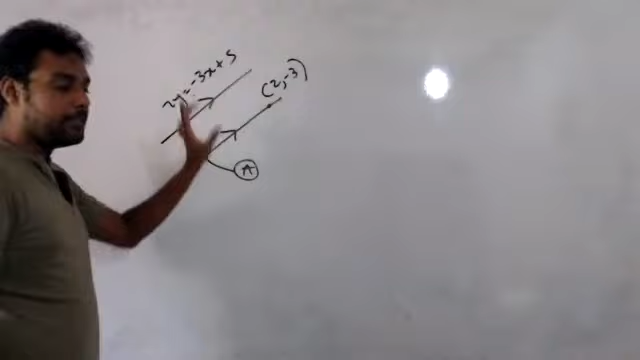 2y = -3x + 5
(2, -3)
A